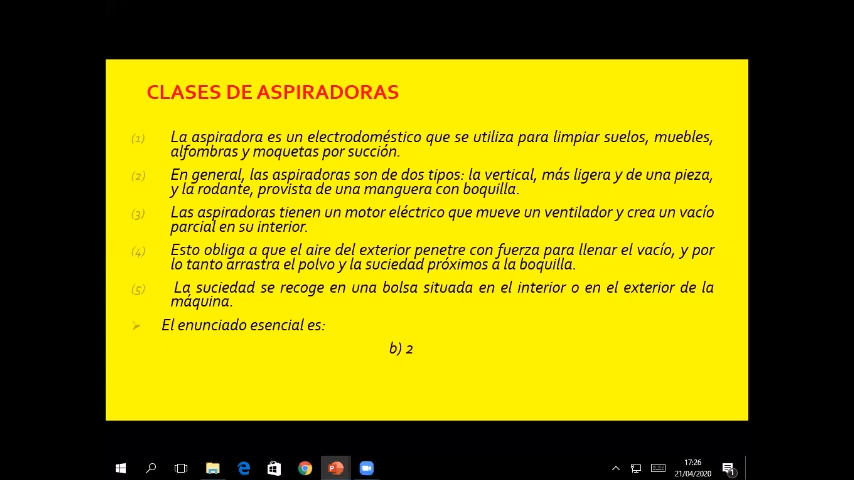 CLASES DE ASPIRADORAS
(1) La aspiradora es un electrodoméstico que se utiliza para limpiar suelos, muebles,
alfombras y moquetas por succión.
(2) En general, las aspiradoras son de dos tipos: la vertical, más ligera y de una pieza,
y la rodante, provista de una manguera con boquilla.
(3) Las aspiradoras tienen un motor eléctrico que mueve un ventilador y crea un vacío
parcial en su interior.
(4) Esto obliga a que el aire del exterior penetre con fuerza para llenar el vacío, y por
lo tanto arrastra el polvo y la suciedad próximos a la boquilla.
(5) La suciedad se recoge en una bolsa situada en el interior o en el exterior de la
máquina.
El enunciado esencial es:
b) 2
17:26
21/04/2020